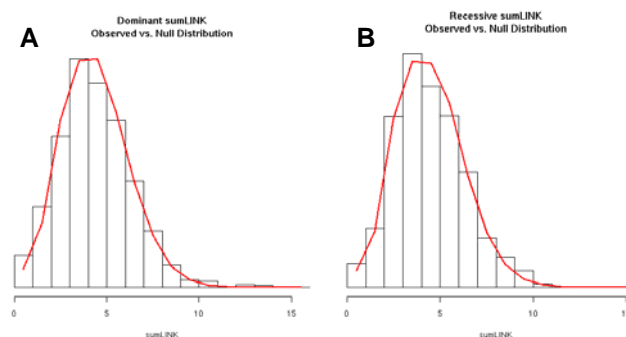 A
Dominant sumLINK
Observed vs. Null Distribution
0 5 10 15
sumLINK
B
Recessive sumLINK
Observed vs. Null Distribution
0 5 10 15
sumLINK